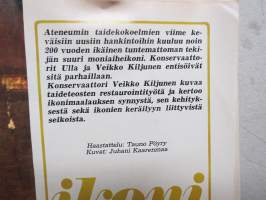 Ateneumin taidekokoelmien viime ke-
väisiin uusiin hankintoihin kuuluu noin
200 vuoden ikäinen tuntemattoman teki-
jän suuri moniaiheikoni. Konservaatto-
rit Ulla ja Veikko Kiljunen entisöivät
sitä parhaillaan.
Konservaattori Veikko Kiljunen kuvaa
taideteosten restaurointityötä ja kertoo
ikonimaalauksen synnystä, sen kehityk-
sestä sekä ikonien keräilyyn liittyvistä
seikoista.
Haastattelu: Tauno Pöyry
Kuvat: Juhani Kaarenmaa
ikoni